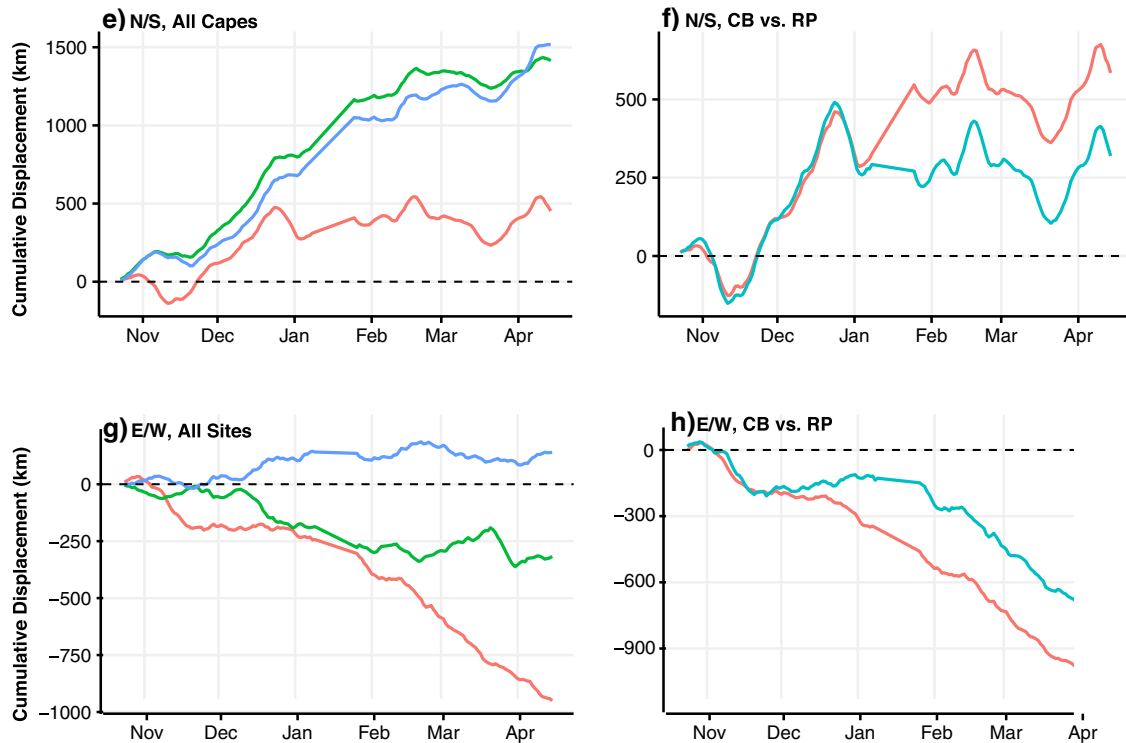 e) N/S, All Capes
f) N/S, CB vs. RP
Cumulative Displacement (km)
1500
1000
500
0
Nov Dec Jan Feb Mar Apr
500
250
0
Nov Dec Jan Feb Mar Apr
g) E/W, All Sites
h) E/W, CB vs. RP
Cumulative Displacement (km)
0
−250
−500
−750
−1000
Nov Dec Jan Feb Mar Apr
0
−300
−600
−900
Nov Dec Jan Feb Mar Apr